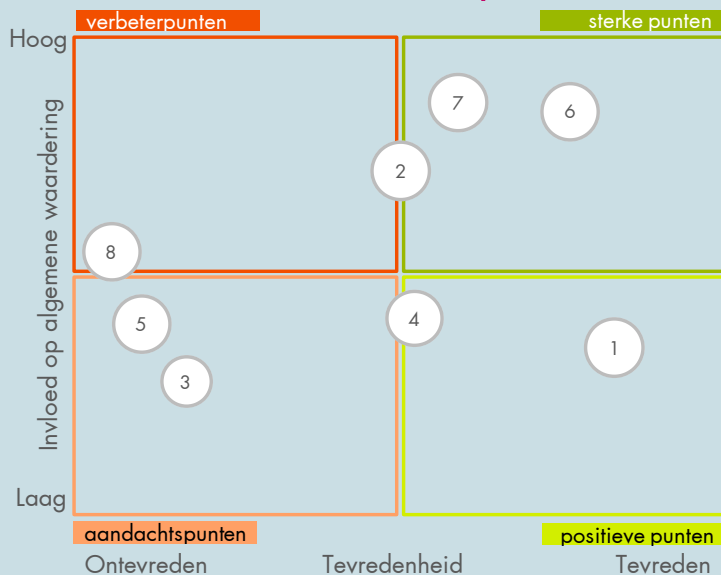 verbeterpunten
sterke punten
Hoog
7
6
2
8
Invloed op algemene waardering
5
4
1
3
Laag
aandachtspunten
positieve punten
Ontevreden
Tevredenheid
Tevreden